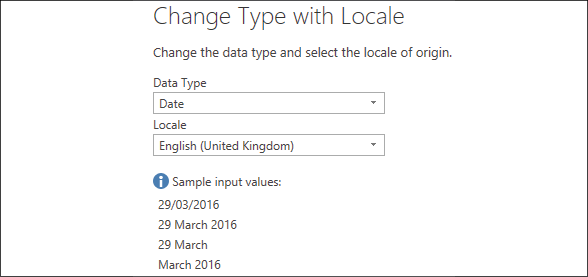 Change Type with Locale
Change the data type and select the locale of origin.
Data Type
Date
Locale
English (United Kingdom)
Sample input values:
29/03/2016
29 March 2016
29 March
March 2016